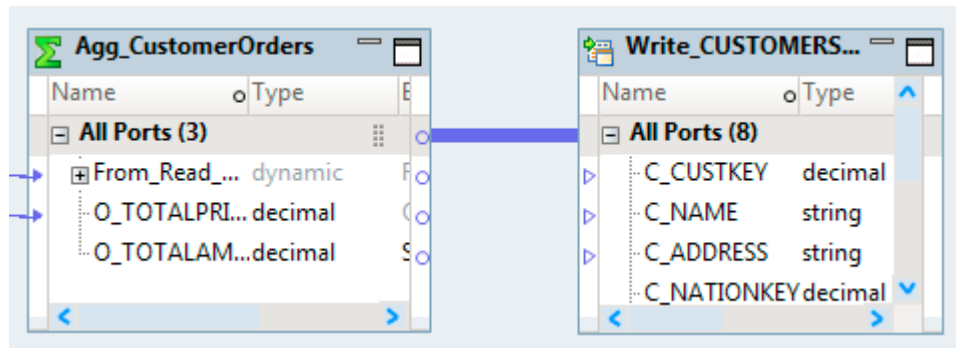 Agg_CustomerOrders
Name Type E
All Ports (3)
From_Read_... dynamic F
O_TOTALPRI... decimal
O_TOTALAM... decimal S
Write_CUSTOMERS...
Name Type
All Ports (8)
C_CUSTKEY decimal
C_NAME string
C_ADDRESS string
C_NATIONKEY decimal